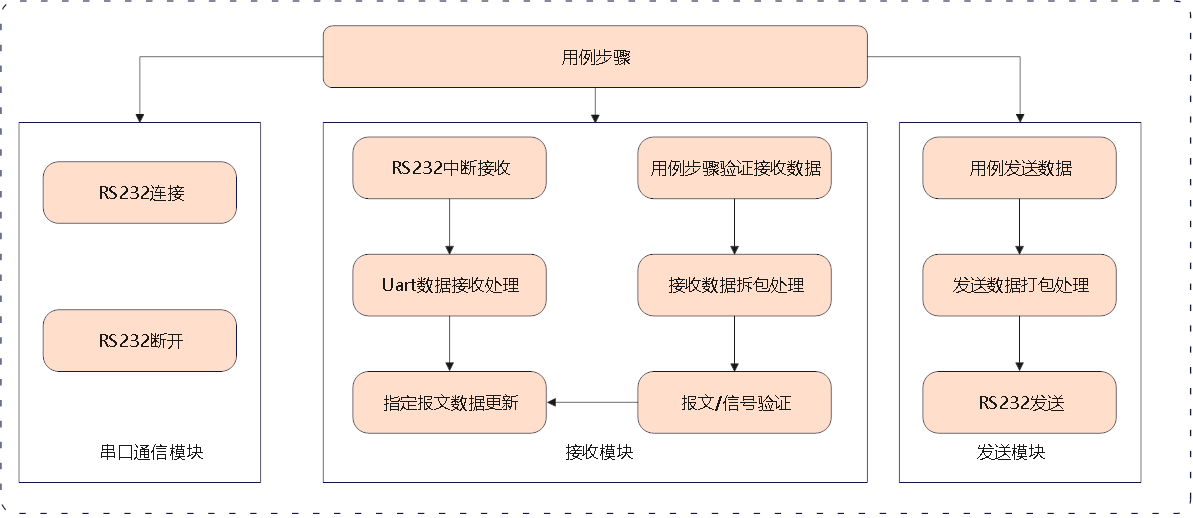 用例步骤
RS232连接
RS232断开
串口通信模块
RS232中断接收
用例步骤验证接收数据
Uart数据接收处理
接收数据拆包处理
指定报文数据更新
报文/信号验证
接收模块
用例发送数据
发送数据打包处理
RS232发送
发送模块